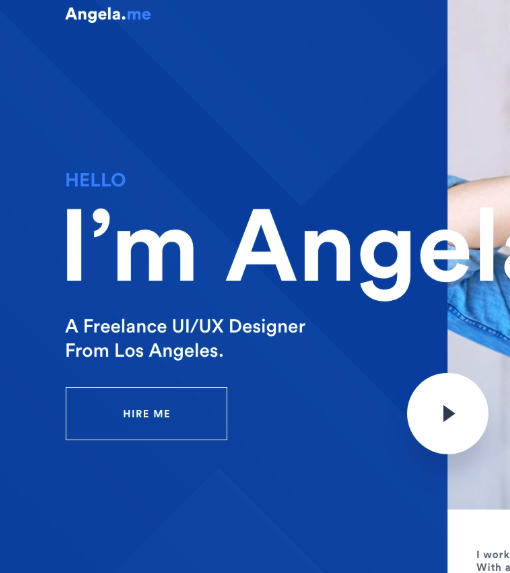 Angela.me
HELLO
I'm Angela
A Freelance UI/UX Designer
From Los Angeles.
HIRE ME
I work
With a